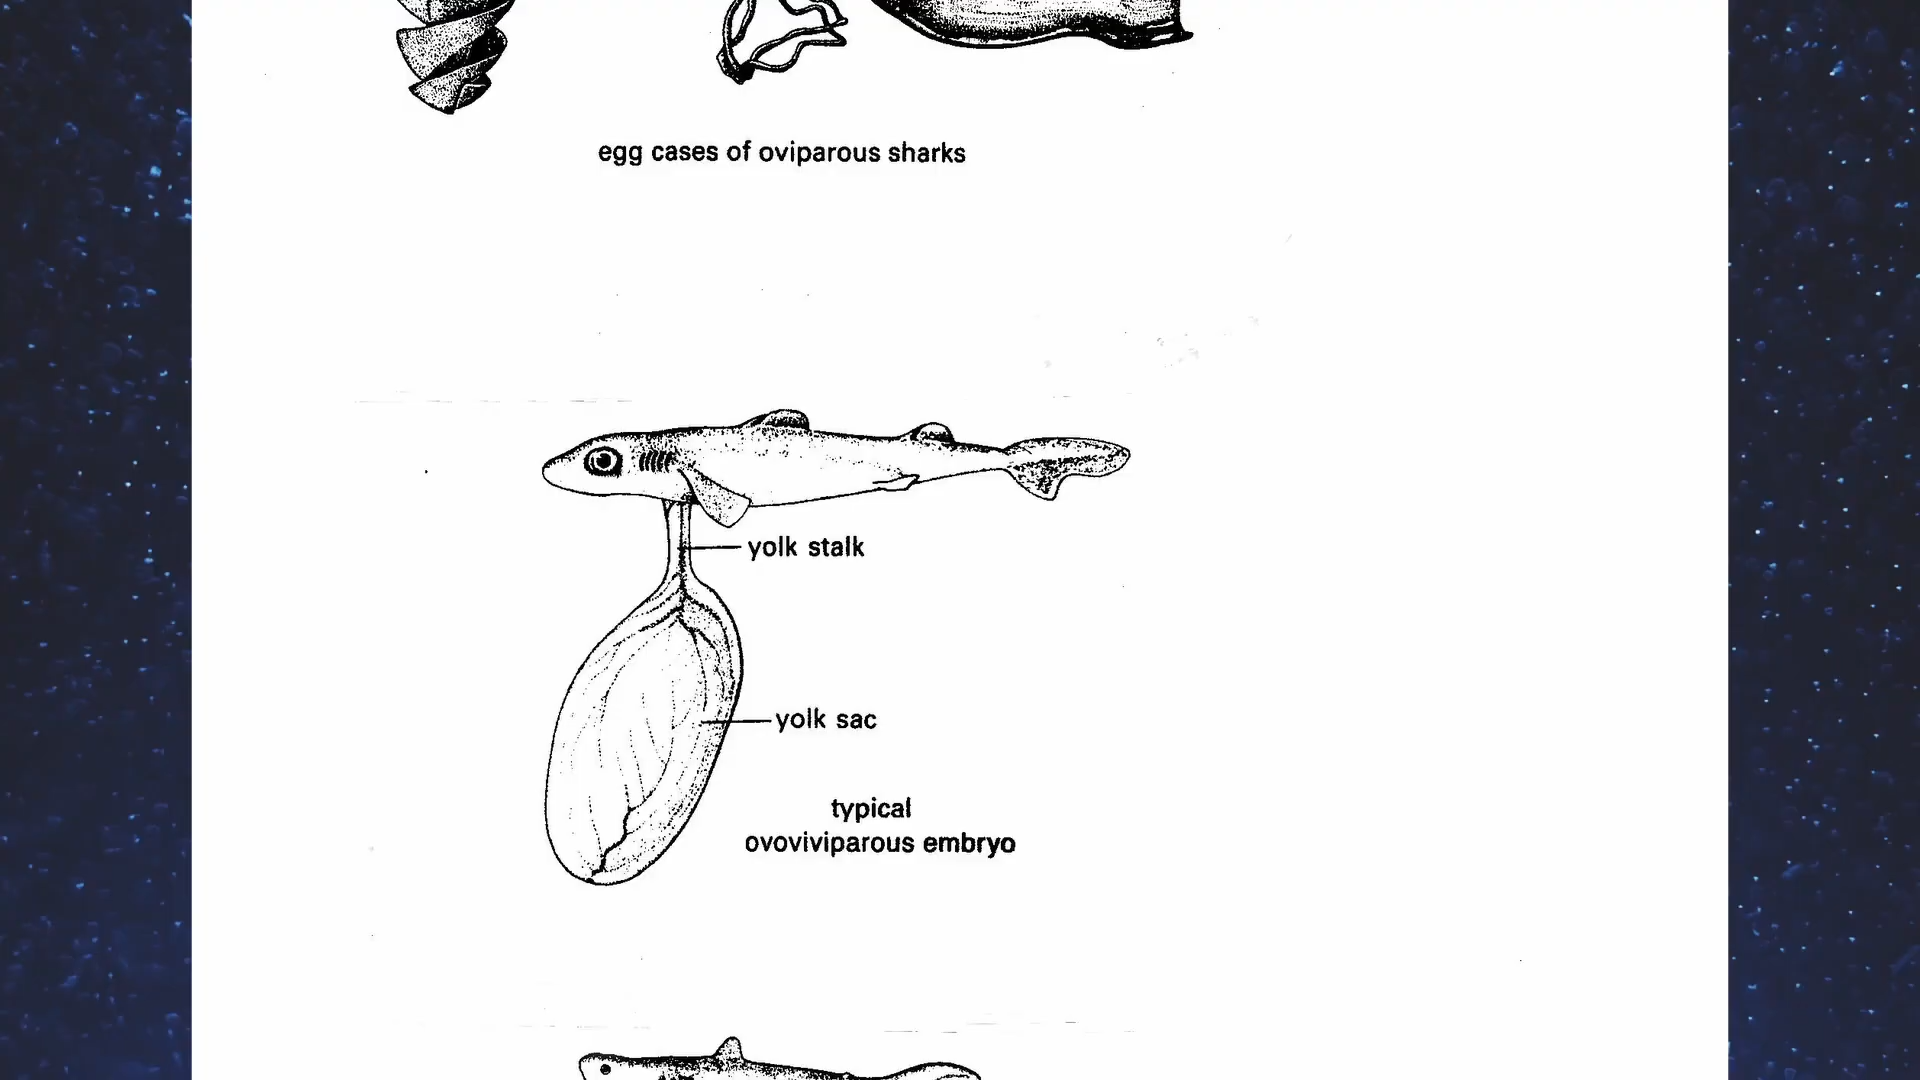 egg cases of oviparous sharks
yolk stalk
yolk sac
typical
ovoviviparous embryo